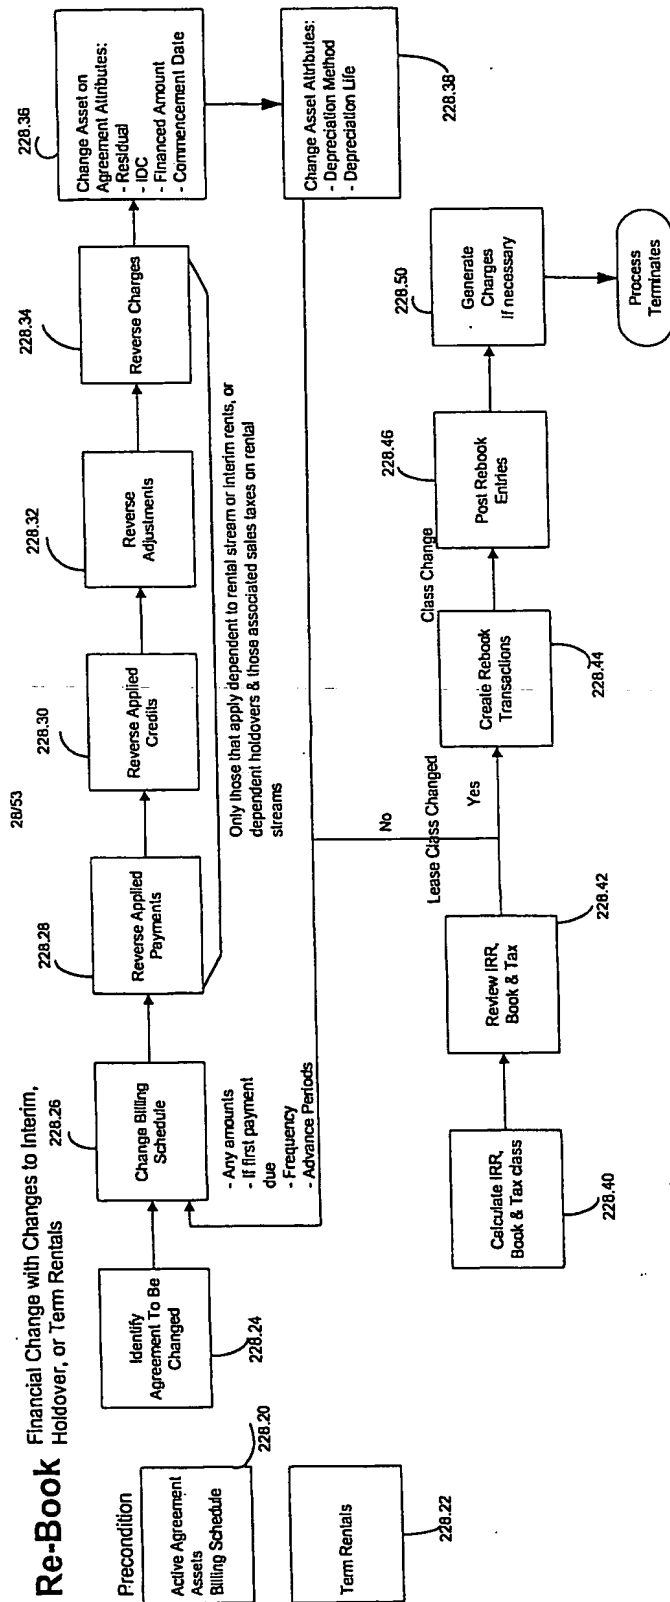 28/53
Re-Book Financial Change with Changes to Interim,
Holdover, or Term Rentals
Precondition
Active Agreement
Assets
Billing Schedule
228.20
Term Rentals
228.22
Identify
Agreement To Be
Changed
228.24
Change Billing
Schedule
228.26
- Any amounts
- If first payment
due
- Frequency
- Advance Periods
Reverse Applied
Payments
228.28
Reverse Applied
Credits
228.30
Reverse
Adjustments
228.32
Reverse Charges
228.34
Only those that apply dependent to rental stream or interim rents, or
dependent holdovers & those associated sales taxes on rental
streams
Change Asset on
Agreement Attributes:
- Residual
- IDC
- Financed Amount
- Commencement Date
228.36
Change Asset Attributes:
- Depreciation Method
- Depreciation Life
228.38
Calculate IRR,
Book & Tax class
228.40
Review IRR,
Book & Tax
228.42
Lease Class Changed
No
Yes
Create Rebook
Transactions
228.44
Class Change
Post Rebook
Entries
228.46
Generate
Charges
If necessary
228.50
Process
Terminates